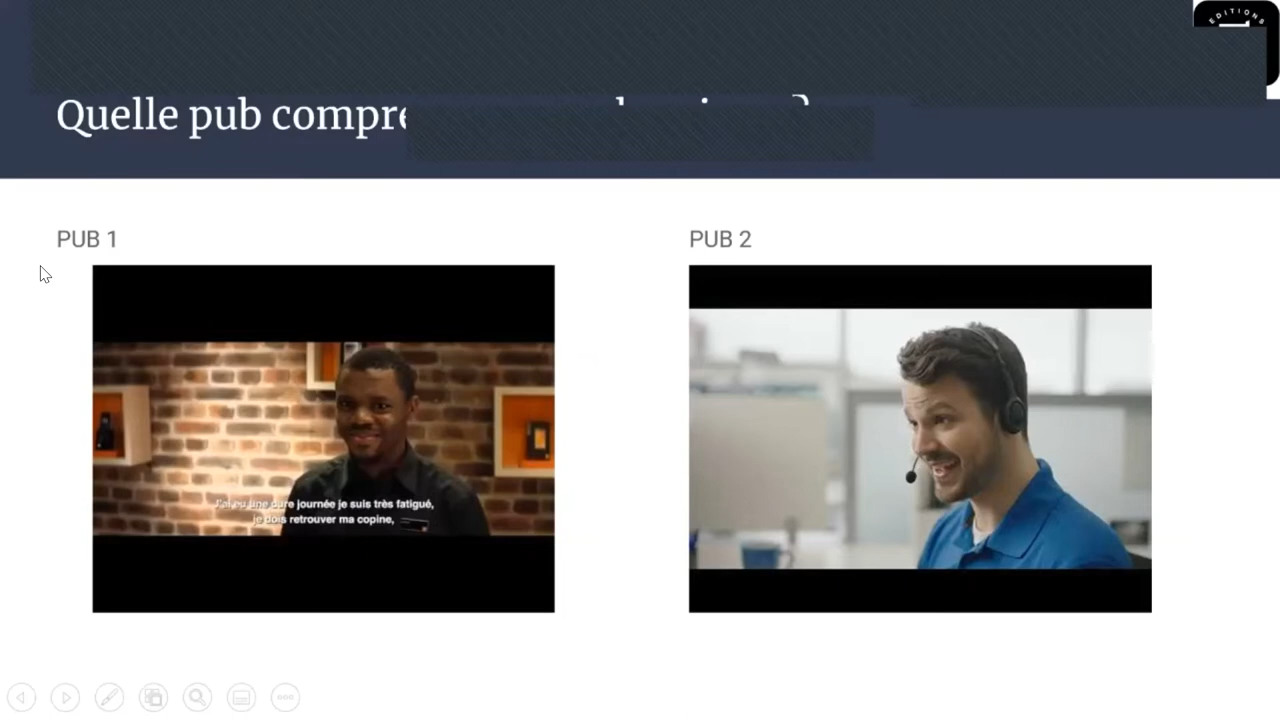 EDITIONS
Quelle pub
PUB 1
PUB 2
J'ai eu une dure journée je suis très fatigué,
je dois retrouver ma copine,